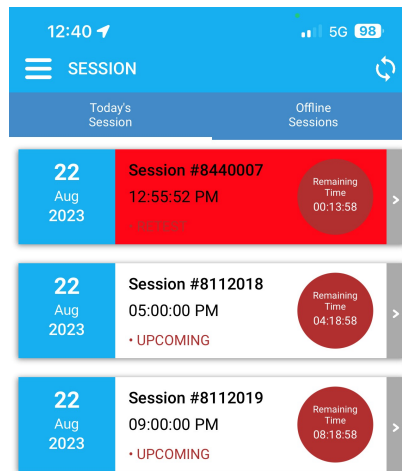 12:40
5G 98
SESSION
Today's
Session
Offline
Sessions
22
Aug
2023
Session #8440007
12:55:52 PM
• RETEST
Remaining
Time
00:13:58
22
Aug
2023
Session #8112018
05:00:00 PM
• UPCOMING
Remaining
Time
04:18:58
22
Aug
2023
Session #8112019
09:00:00 PM
• UPCOMING
Remaining
Time
08:18:58